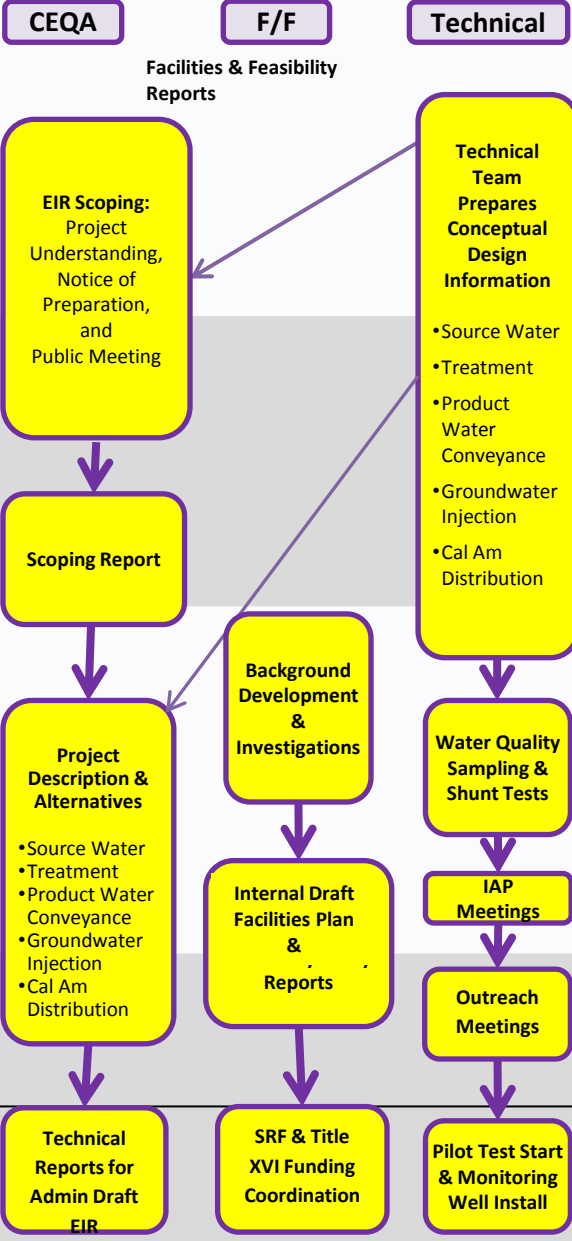 CEQA
F/F
Technical
Facilities & Feasibility
Reports
EIR Scoping:
Project
Understanding,
Notice of
Preparation,
and
Public Meeting
Scoping Report
Project
Description &
Alternatives
•Source Water
•Treatment
•Product Water
Conveyance
•Groundwater
Injection
•Cal Am
Distribution
Technical
Reports for
Admin Draft
EIR
Background
Development
&
Investigations
Internal Draft
Facilities Plan
&
Reports
SRF & Title
XVI Funding
Coordination
Technical
Team
Prepares
Conceptual
Design
Information
•Source Water
•Treatment
•Product
Water
Conveyance
•Groundwater
Injection
•Cal Am
Distribution
Water Quality
Sampling &
Shunt Tests
IAP
Meetings
Outreach
Meetings
Pilot Test Start
& Monitoring
Well Install